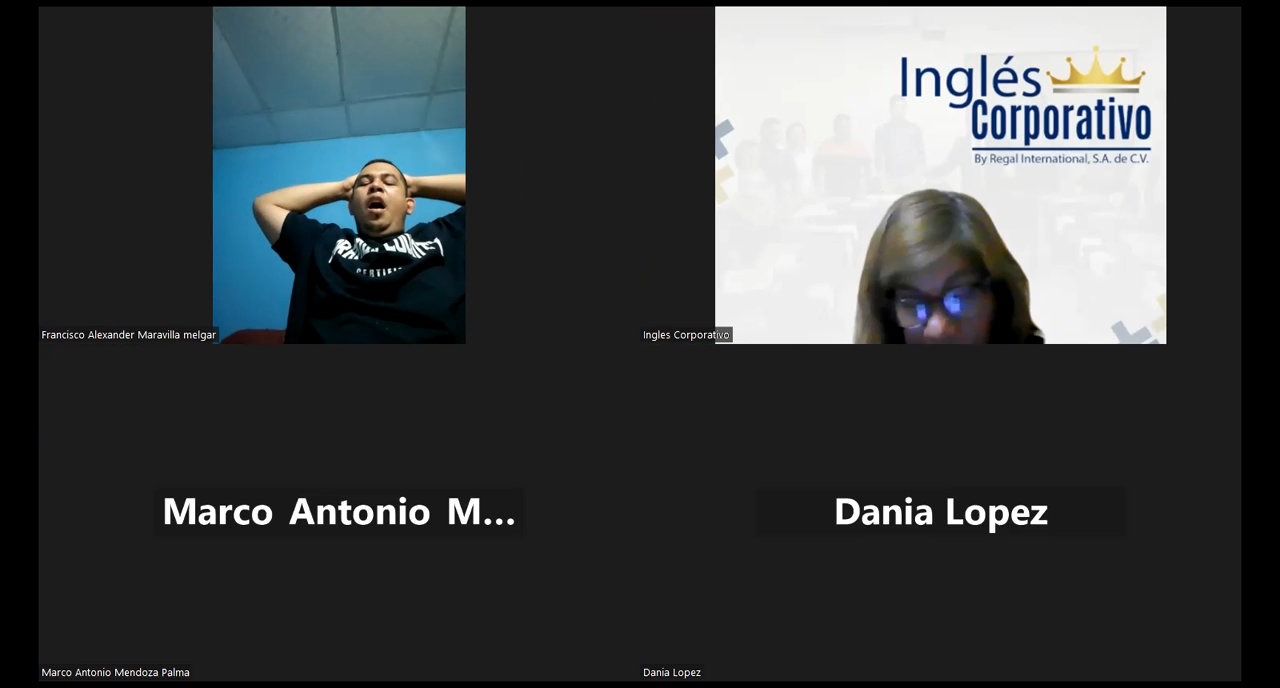 Inglés
Corporativo
By Regal International, S.A. de C.V.
Francisco Alexander Maravilla melgar
Ingles Corporativo
Marco Antonio M...
Dania Lopez
Marco Antonio Mendoza Palma
Dania Lopez